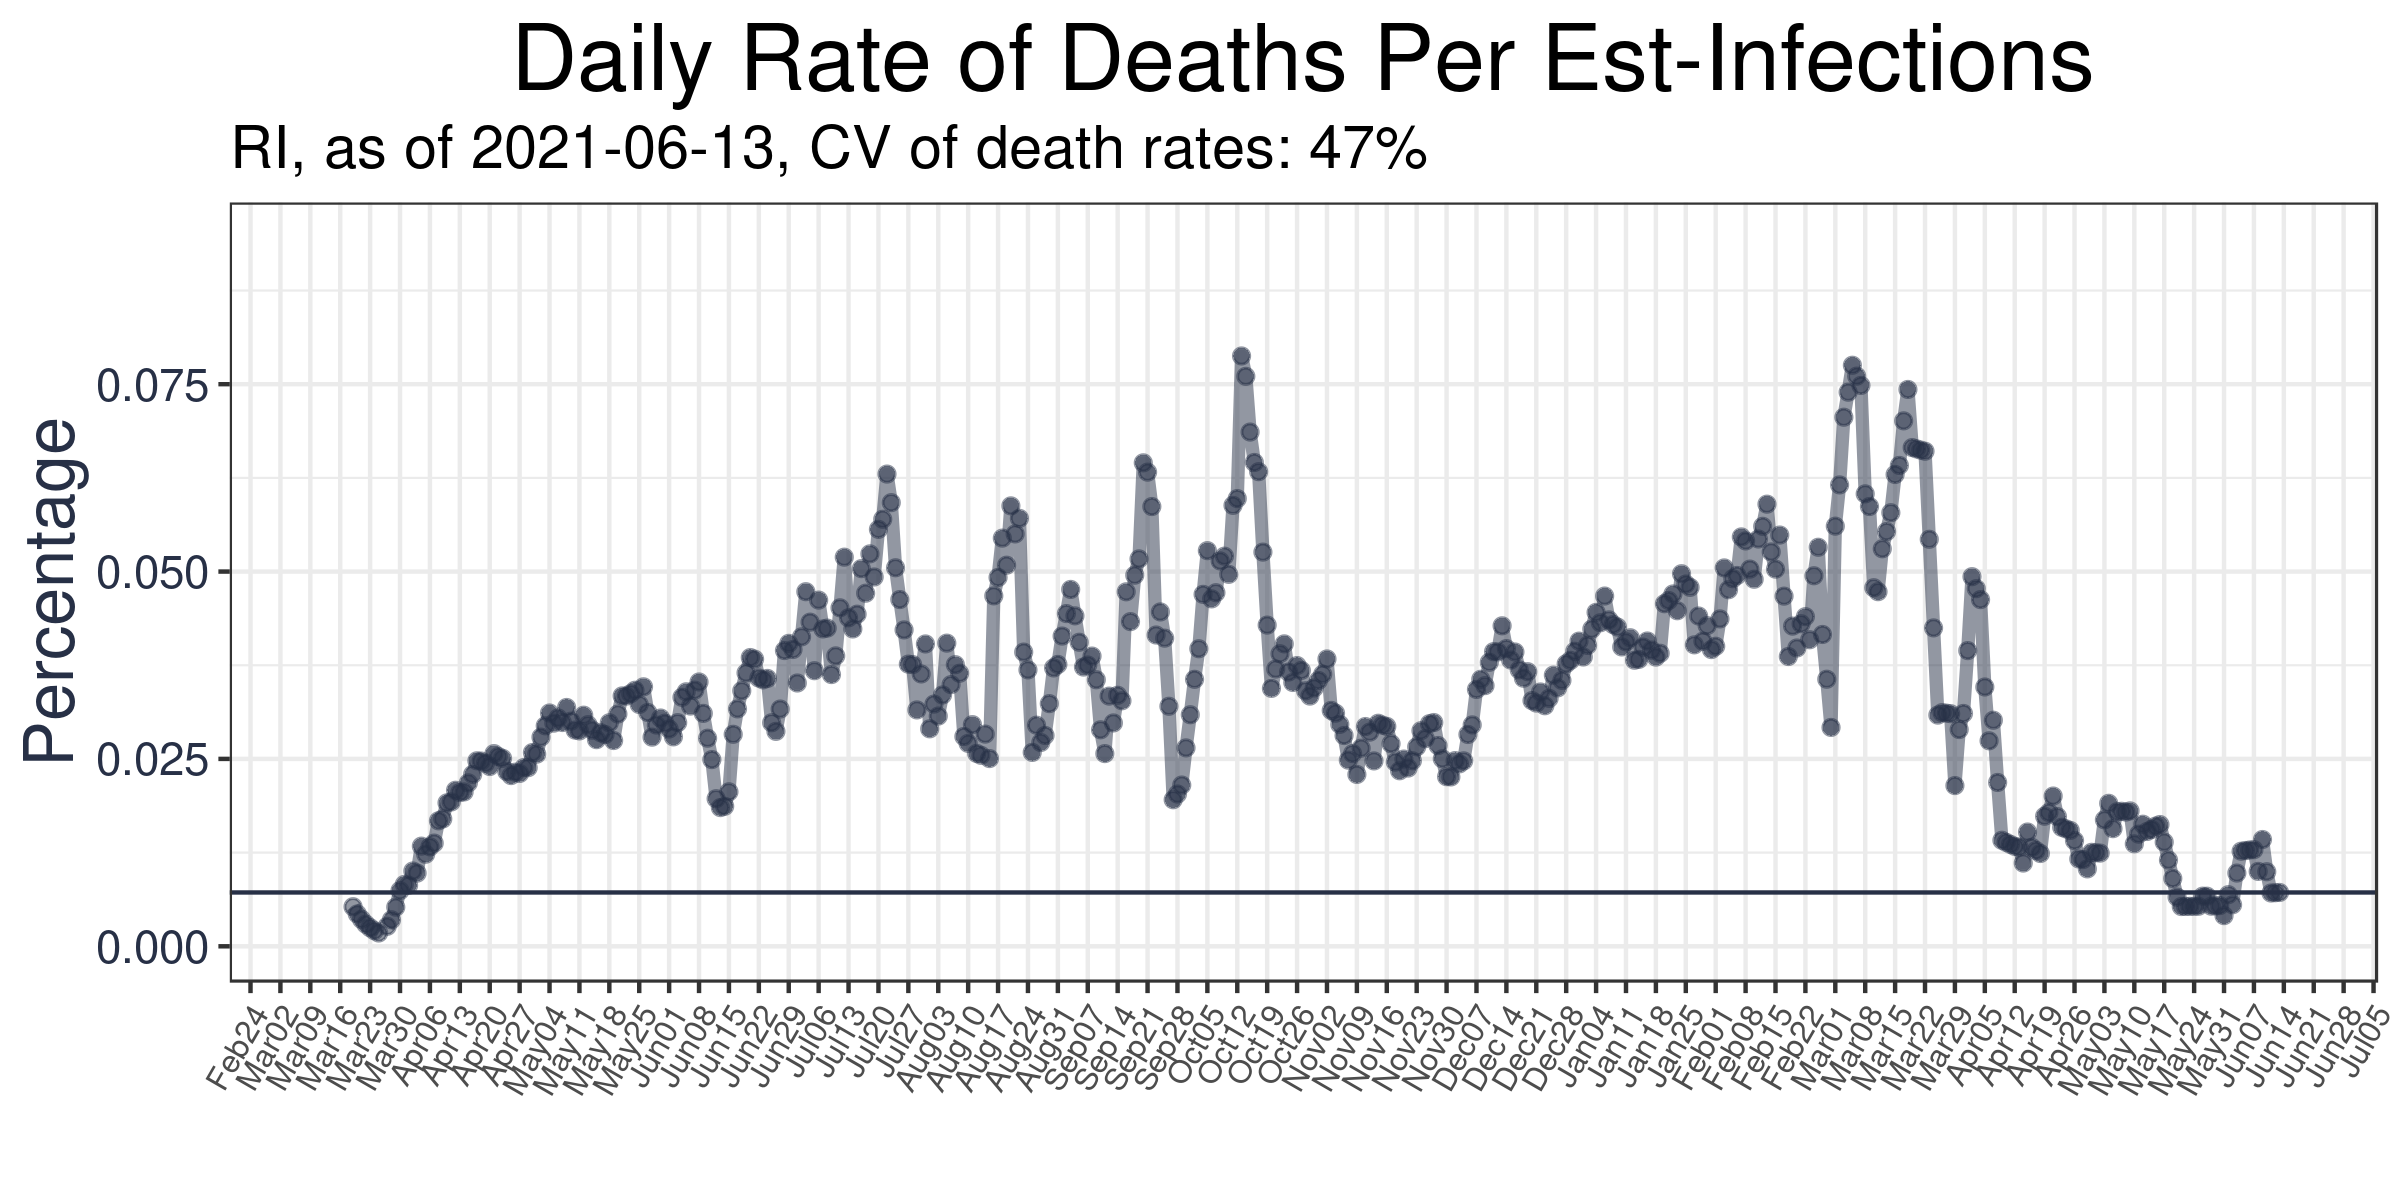 Daily Rate of Deaths Per Est-Infections
RI, as of 2021-06-13, CV of death rates: 47%
Percentage
0.075
0.050
0.025
0.000
Feb24 Mar02 Mar09 Mar16 Mar23 Mar30 Apr06 Apr13 Apr20 Apr27 May04 May11 May18 May25 Jun01 Jun08 Jun15 Jun22 Jun29 Jul06 Jul13 Jul20 Jul27 Aug03 Aug10 Aug17 Aug24 Aug31 Sep07 Sep14 Sep21 Sep28 Oct05 Oct12 Oct19 Oct26 Nov02 Nov09 Nov16 Nov23 Nov30 Dec07 Dec14 Dec21 Dec28 Jan04 Jan11 Jan18 Jan25 Feb01 Feb08 Feb15 Feb22 Mar01 Mar08 Mar15 Mar22 Mar29 Apr05 Apr12 Apr19 Apr26 May03 May10 May17 May24 May31 Jun07 Jun14 Jun21 Jun28 Jul05